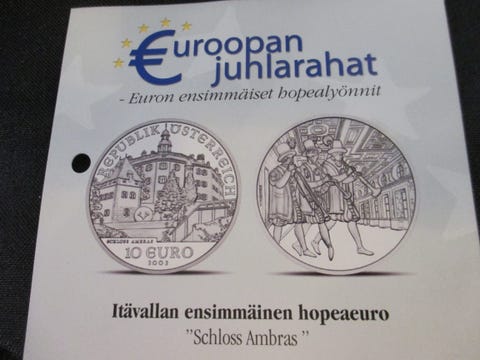 €uroopan
juhlarahat
- Euron ensimmäiset hopealyönnit
REPUBLIK ÖSTERREICH
SCHLOSS AMBRAS
10 EURO
2002
Itävallan ensimmäinen hopeaeuro
"Schloss Ambras "